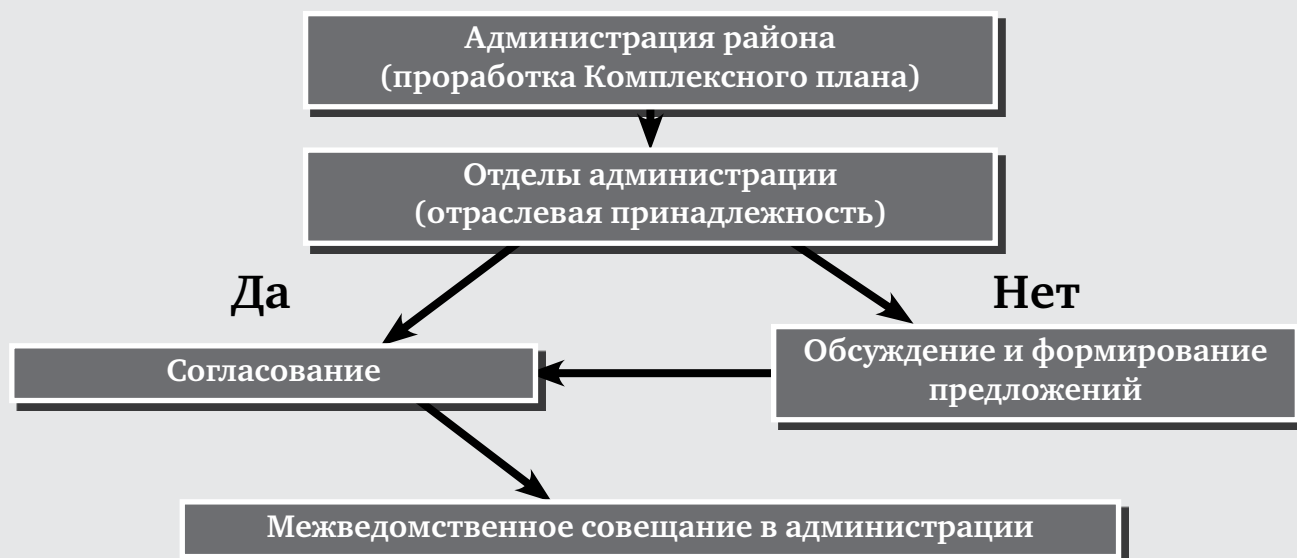 Администрация района
(проработка Комплексного плана)
Отделы администрации
(отраслевая принадлежность)
Да
Нет
Согласование
Обсуждение и формирование
предложений
Межведомственное совещание в администрации